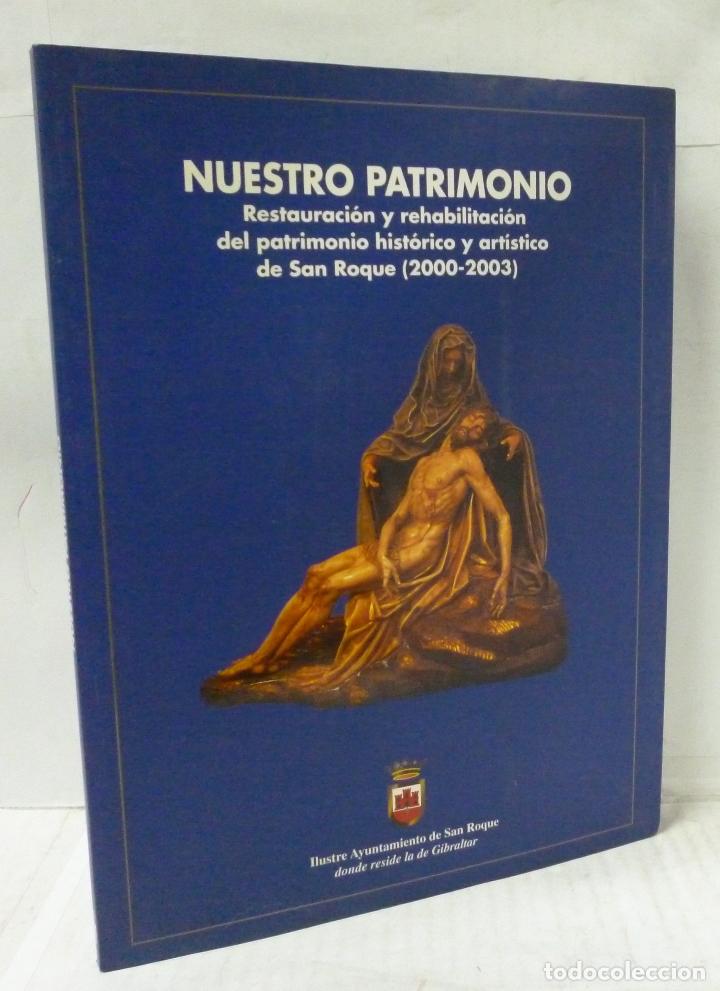 NUESTRO PATRIMONIO
Restauración y rehabilitación
del patrimonio histórico y artístico
de San Roque (2000-2003)
Ilustre Ayuntamiento de San Roque
donde reside la de Gibraltar
todocoleccion